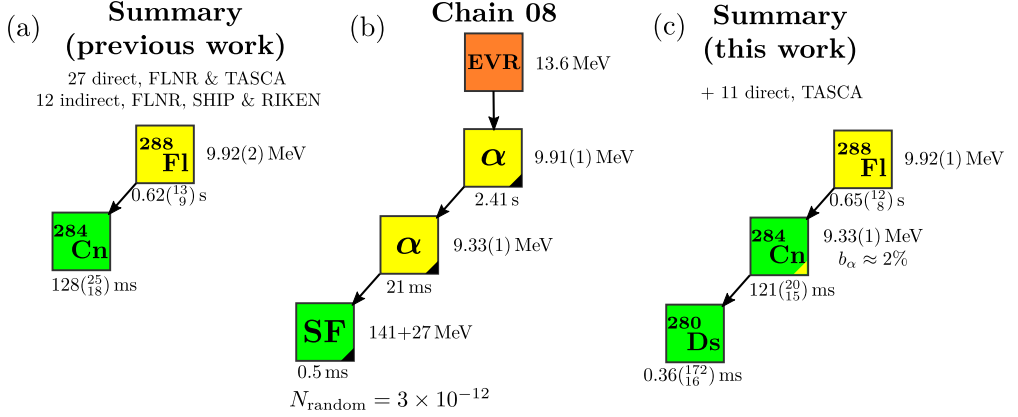 (a)
Summary
(previous work)
27 direct, FLNR & TASCA
12 indirect, FLNR, SHIP & RIKEN
288
Fl
9.92(2) MeV
0.62(13 9) s
284
Cn
128(25 18) ms
(b)
Chain 08
EVR
13.6 MeV
α
9.91(1) MeV
2.41 s
α
9.33(1) MeV
21 ms
SF
141+27 MeV
0.5 ms
N_random = 3 × 10^−12
(c)
Summary
(this work)
+ 11 direct, TASCA
288
Fl
9.92(1) MeV
0.65(12 8) s
284
Cn
9.33(1) MeV
b_α ≈ 2%
121(20 15) ms
280
Ds
0.36(172 16) ms